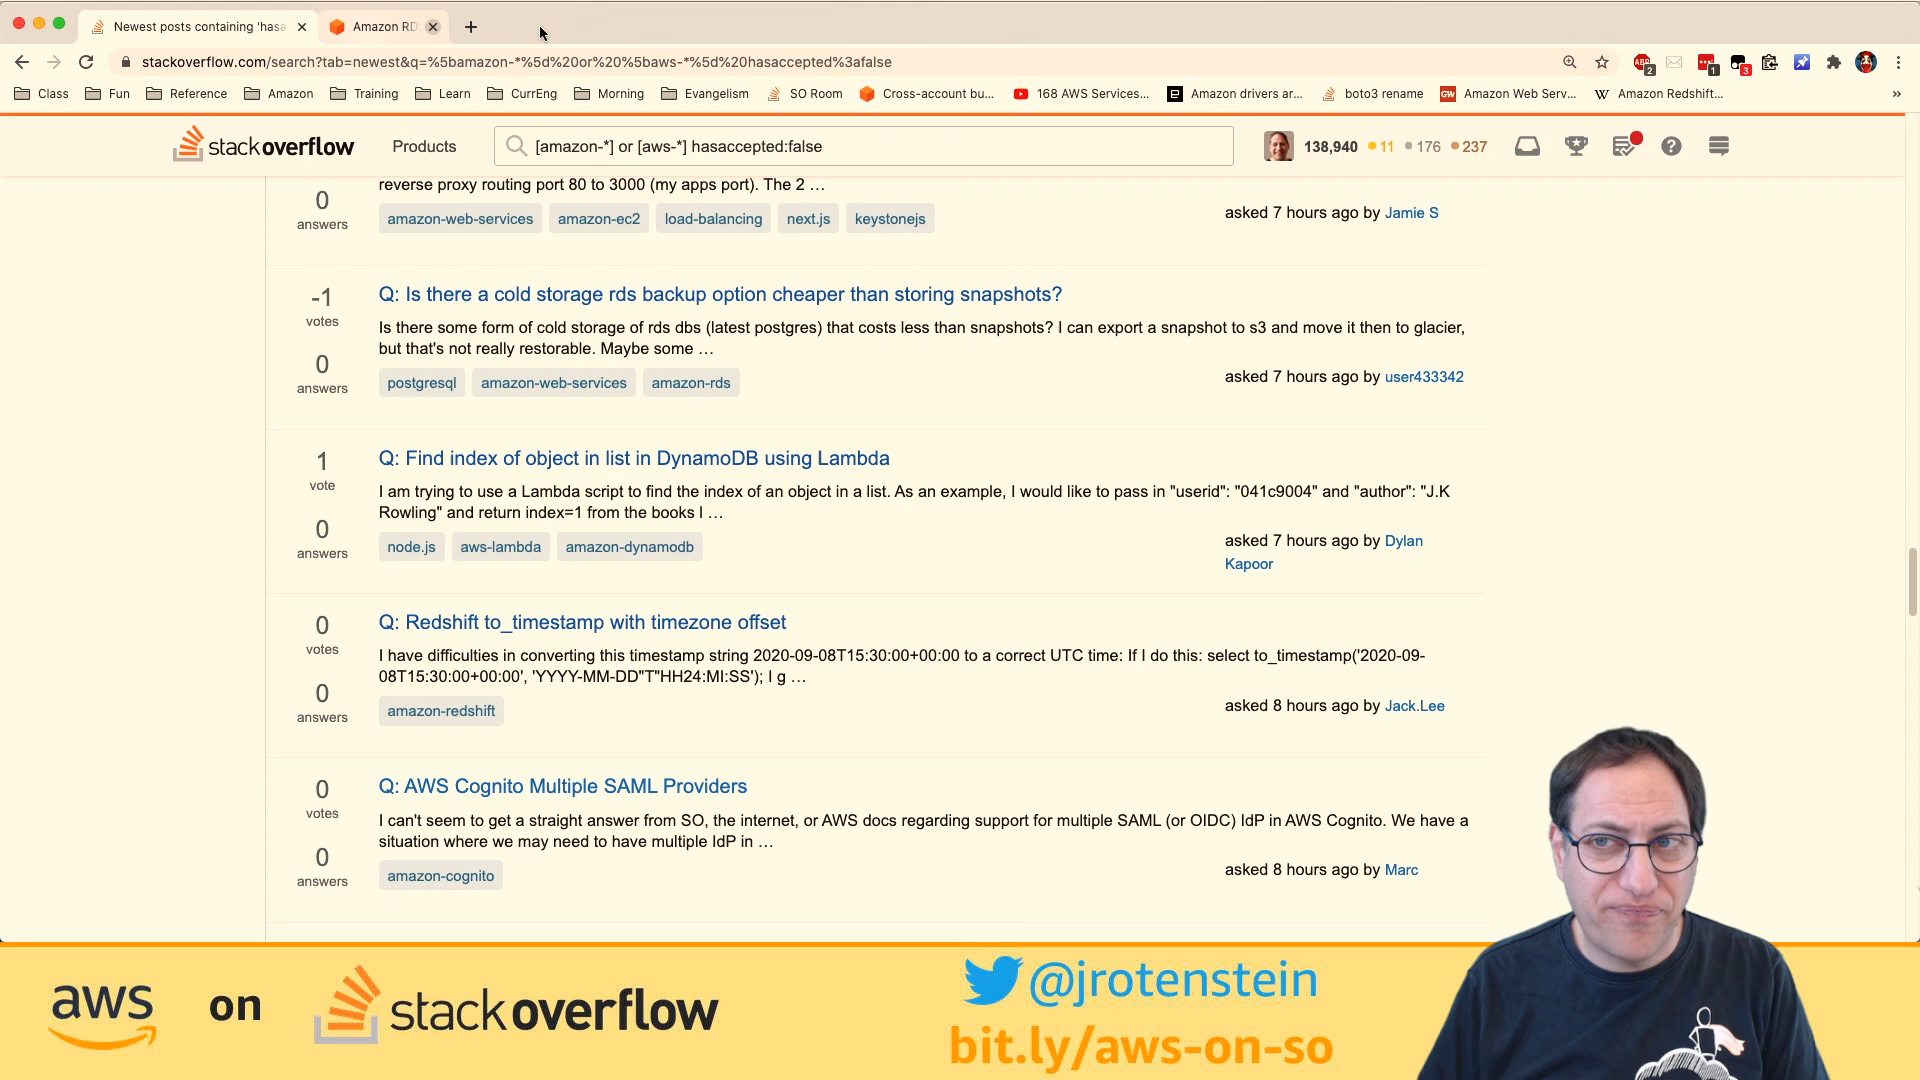 Newest posts containing 'hasa
Amazon RD
stackoverflow.com/search?tab=newest&q=%5bamazon-*%5d%20or%20%5baws-*%5d%20hasaccepted%3afalse
2
1
3
Class Fun Reference Amazon Training Learn CurrEng Morning Evangelism SO Room Cross-account bu... 168 AWS Services... Amazon drivers ar... boto3 rename Amazon Web Serv... Amazon Redshift... »
stackoverflow Products [amazon-*] or [aws-*] hasaccepted:false 138,940 11 176 237
reverse proxy routing port 80 to 3000 (my apps port). The 2 …
0
answers
amazon-web-services amazon-ec2 load-balancing next.js keystonejs
asked 7 hours ago by Jamie S
-1
votes
0
answers
Q: Is there a cold storage rds backup option cheaper than storing snapshots?
Is there some form of cold storage of rds dbs (latest postgres) that costs less than snapshots? I can export a snapshot to s3 and move it then to glacier,
but that's not really restorable. Maybe some …
postgresql amazon-web-services amazon-rds
asked 7 hours ago by user433342
1
vote
0
answers
Q: Find index of object in list in DynamoDB using Lambda
I am trying to use a Lambda script to find the index of an object in a list. As an example, I would like to pass in "userid": "041c9004" and "author": "J.K
Rowling" and return index=1 from the books l …
node.js aws-lambda amazon-dynamodb
asked 7 hours ago by Dylan
Kapoor
0
votes
0
answers
Q: Redshift to_timestamp with timezone offset
I have difficulties in converting this timestamp string 2020-09-08T15:30:00+00:00 to a correct UTC time: If I do this: select to_timestamp('2020-09-
08T15:30:00+00:00', 'YYYY-MM-DD"T"HH24:MI:SS'); I g …
amazon-redshift
asked 8 hours ago by Jack.Lee
0
votes
0
answers
Q: AWS Cognito Multiple SAML Providers
I can't seem to get a straight answer from SO, the internet, or AWS docs regarding support for multiple SAML (or OIDC) IdP in AWS Cognito. We have a
situation where we may need to have multiple IdP in …
amazon-cognito
asked 8 hours ago by Marc
aws on stackoverflow
@jrotenstein
bit.ly/aws-on-so